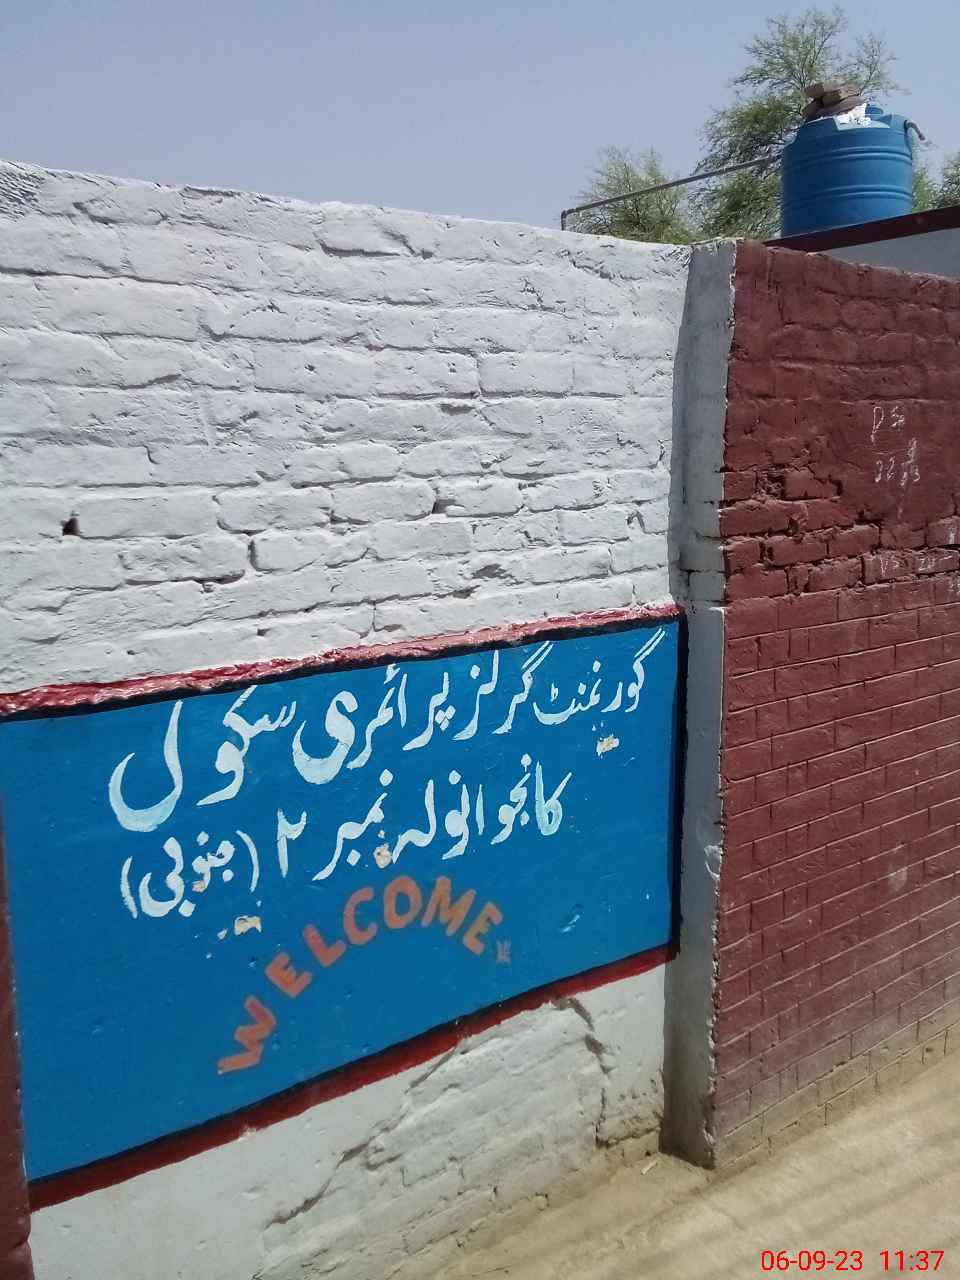 گورنمنٹ گرلز پرائمری سکول
کانجوانولہ نمبر ۲ (جنوبی)
WELCOME
06-09-23 11:37